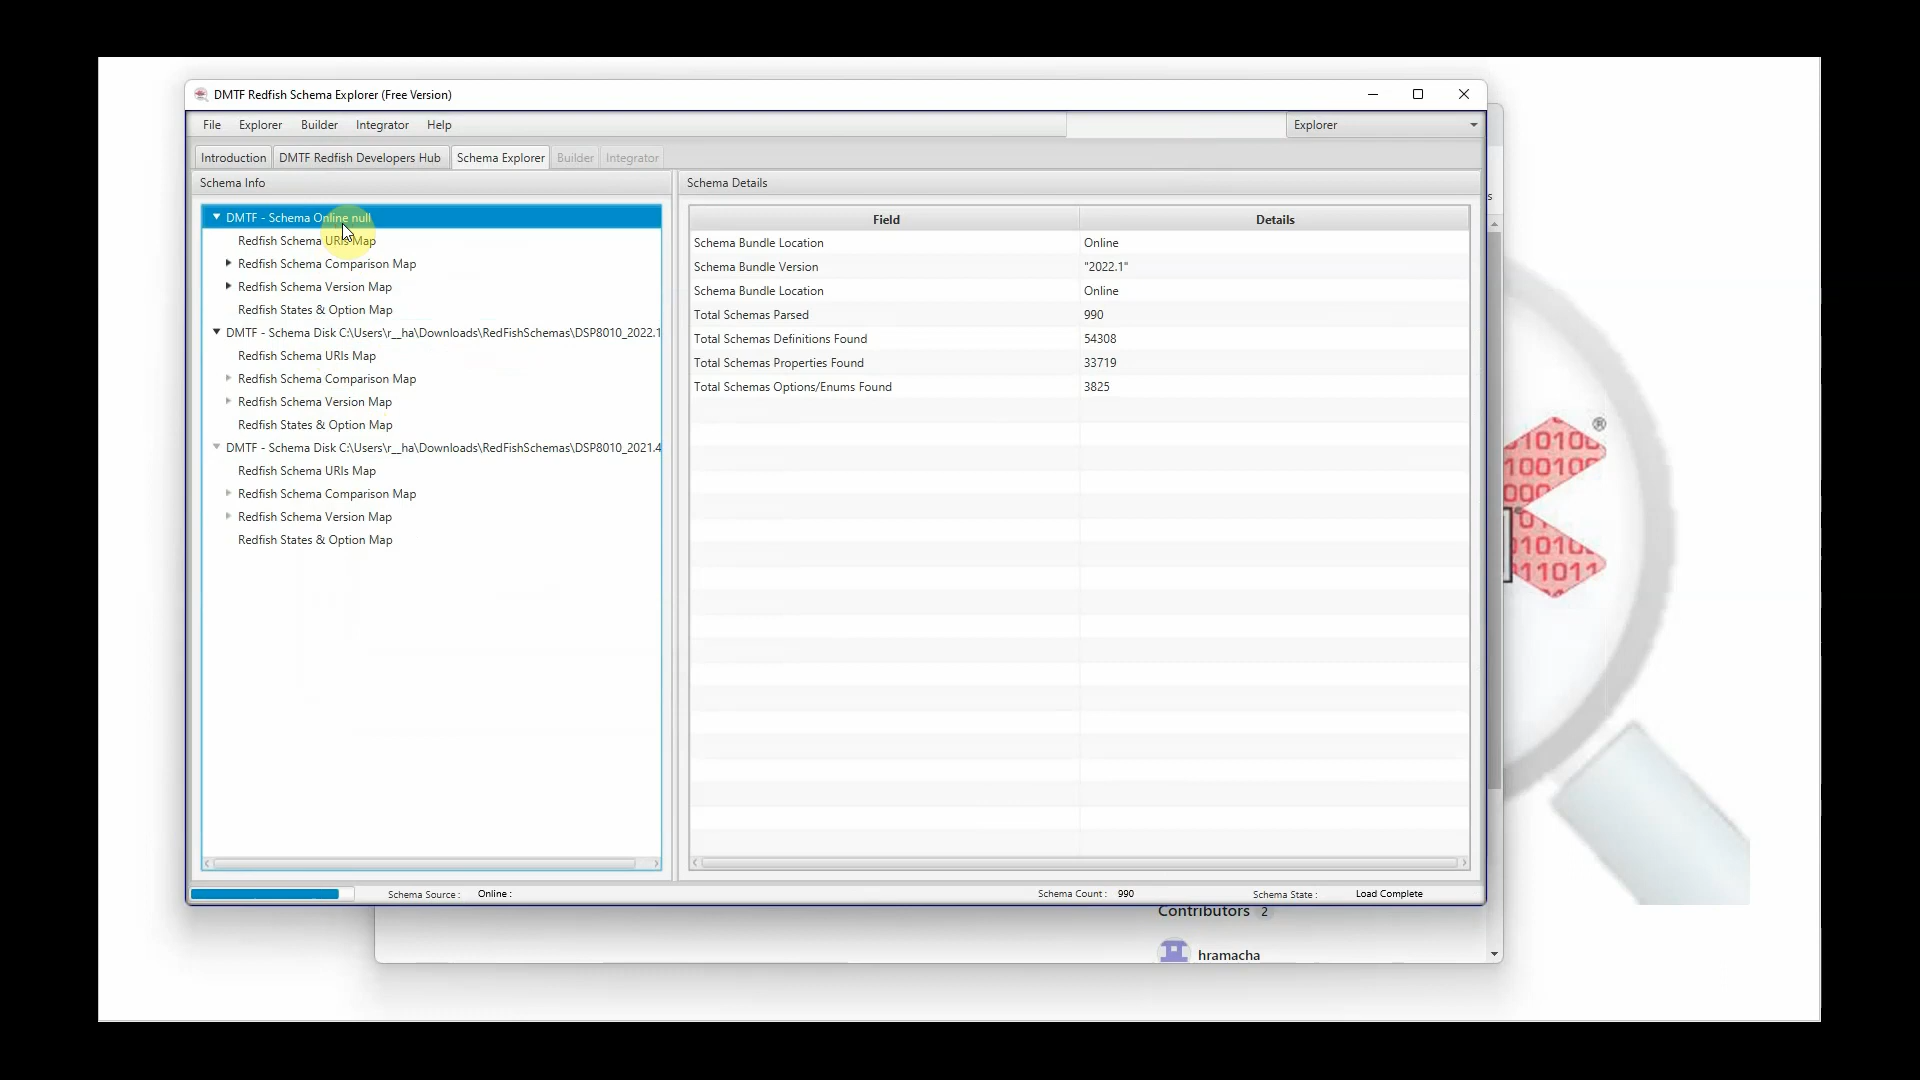 DMTF Redfish Schema Explorer (Free Version)
File Explorer Builder Integrator Help
Explorer
Introduction DMTF Redfish Developers Hub Schema Explorer Builder Integrator
Schema Info
DMTF - Schema Online null
Redfish Schema URIs Map
Redfish Schema Comparison Map
Redfish Schema Version Map
Redfish States & Option Map
DMTF - Schema Disk C:\Users\r__ha\Downloads\RedFishSchemas\DSP8010_2022.1
Redfish Schema URIs Map
Redfish Schema Comparison Map
Redfish Schema Version Map
Redfish States & Option Map
DMTF - Schema Disk C:\Users\r__ha\Downloads\RedFishSchemas\DSP8010_2021.4
Redfish Schema URIs Map
Redfish Schema Comparison Map
Redfish Schema Version Map
Redfish States & Option Map
Schema Details
Field Details
Schema Bundle Location Online
Schema Bundle Version "2022.1"
Schema Bundle Location Online
Total Schemas Parsed 990
Total Schemas Definitions Found 54308
Total Schemas Properties Found 33719
Total Schemas Options/Enums Found 3825
Schema Source : Online : Schema Count : 990 Schema State : Load Complete
s
®
Contributors 2
hramacha